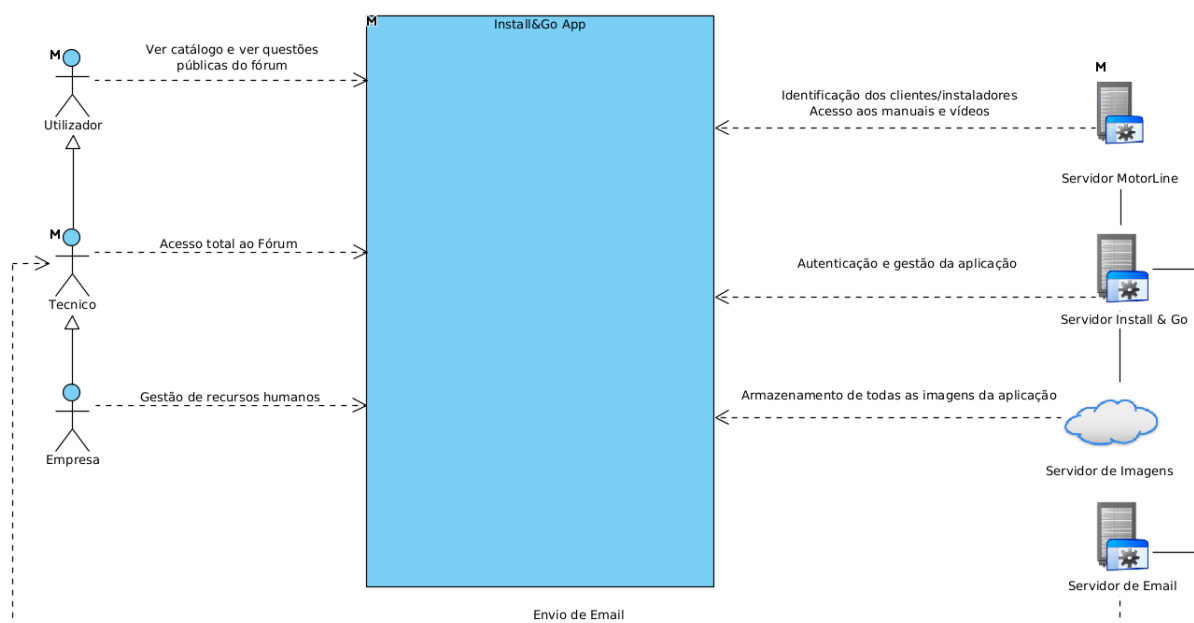 Install&Go App
M
M
Ver catálogo e ver questões
públicas do fórum
Utilizador
M
Identificação dos clientes/instaladores
Acesso aos manuais e vídeos
Servidor MotorLine
M
Acesso total ao Fórum
Tecnico
Autenticação e gestão da aplicação
Servidor Install & Go
Gestão de recursos humanos
Empresa
Armazenamento de todas as imagens da aplicação
Servidor de Imagens
Servidor de Email
Envio de Email